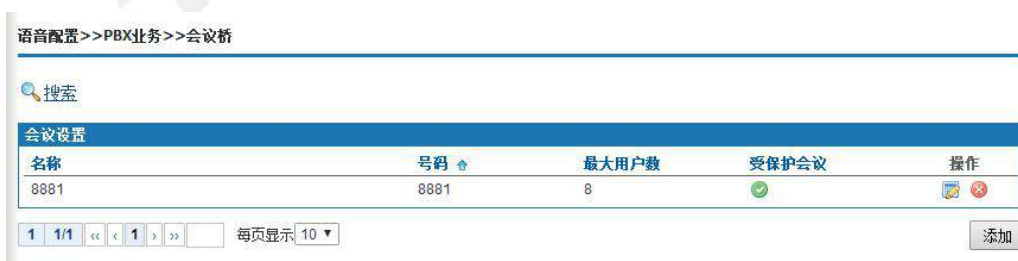 语音配置>>PBX业务>>会议桥
搜索
会议设置
名称 号码 最大用户数 受保护会议 操作
8881 8881 8
1 1/1 « ‹ 1 › » 每页显示 10 添加